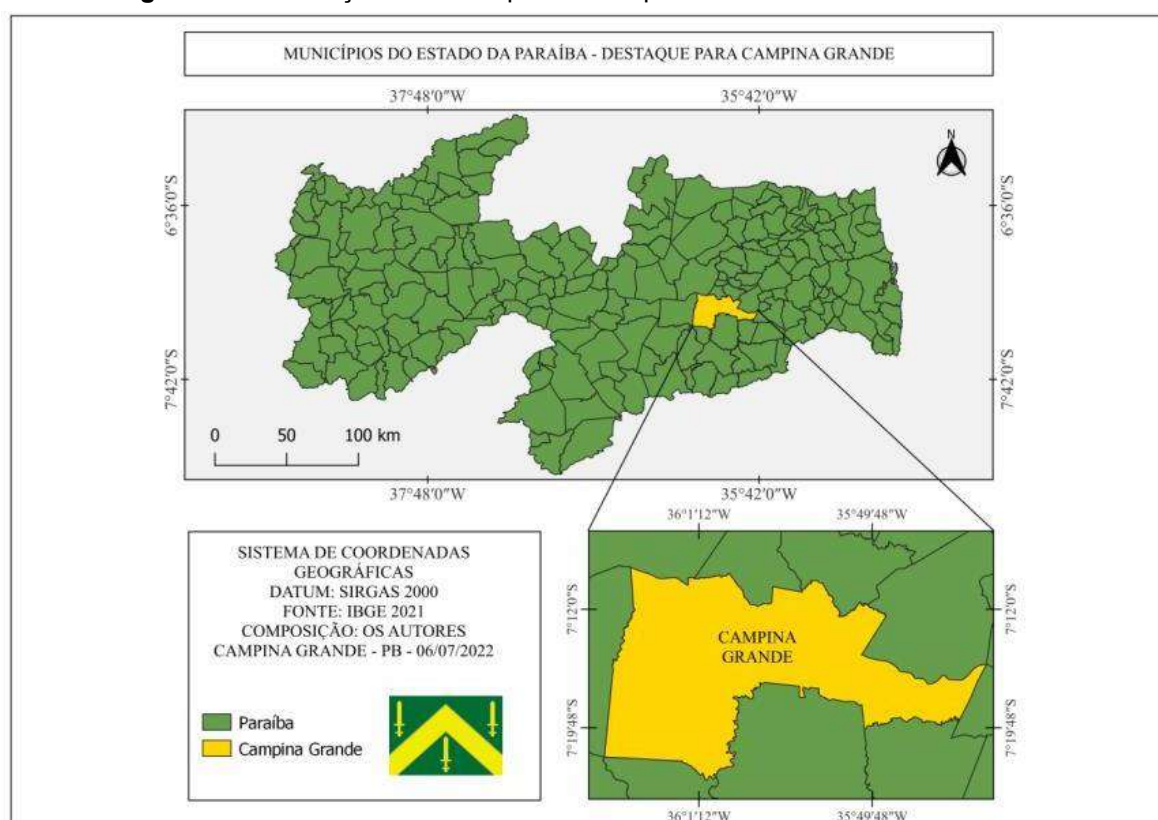 MUNICÍPIOS DO ESTADO DA PARAÍBA - DESTAQUE PARA CAMPINA GRANDE
37°48'0"W
35°42'0"W
N
6°36'0"S
6°36'0"S
7°42'0"S
7°42'0"S
0 50 100 km
37°48'0"W
35°42'0"W
36°1'12"W
35°49'48"W
SISTEMA DE COORDENADAS
GEOGRÁFICAS
DATUM: SIRGAS 2000
FONTE: IBGE 2021
COMPOSIÇÃO: OS AUTORES
CAMPINA GRANDE - PB - 06/07/2022
Paraíba
Campina Grande
7°12'0"S
7°12'0"S
CAMPINA
GRANDE
7°19'48"S
7°19'48"S
36°1'12"W
35°49'48"W